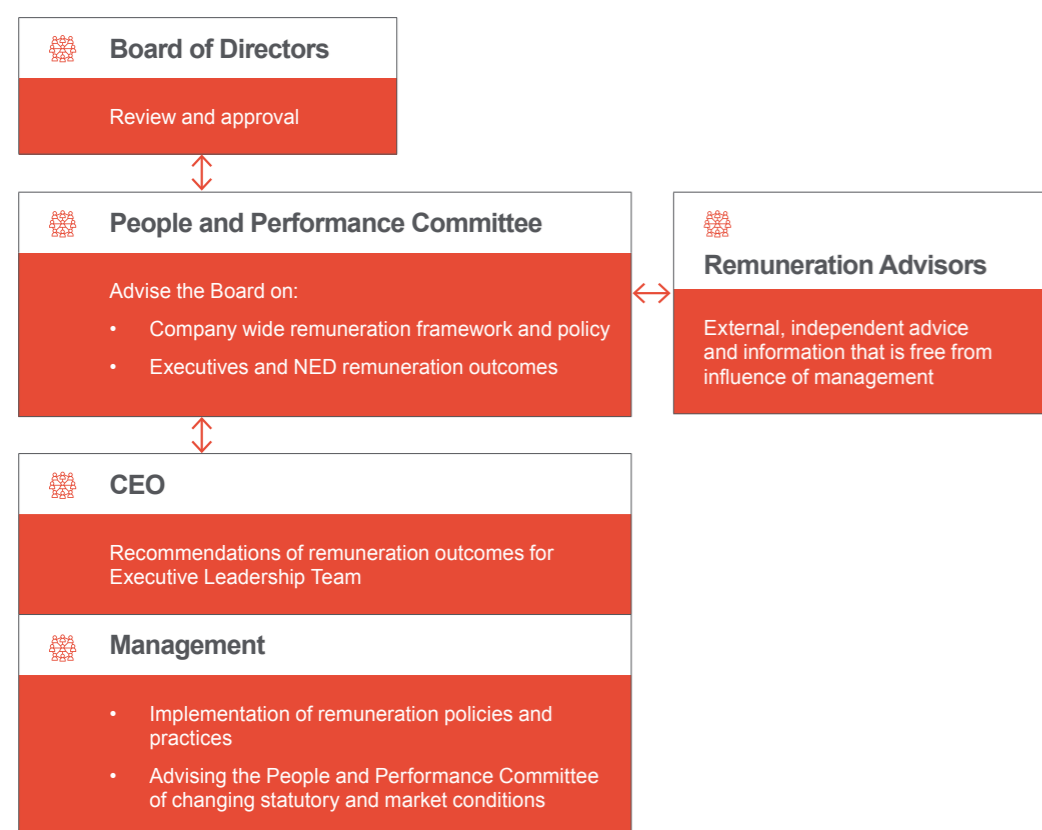 Board of Directors
Review and approval
People and Performance Committee
Advise the Board on:
• Company wide remuneration framework and policy
• Executives and NED remuneration outcomes
Remuneration Advisors
External, independent advice
and information that is free from
influence of management
CEO
Recommendations of remuneration outcomes for
Executive Leadership Team
Management
• Implementation of remuneration policies and
practices
• Advising the People and Performance Committee
of changing statutory and market conditions